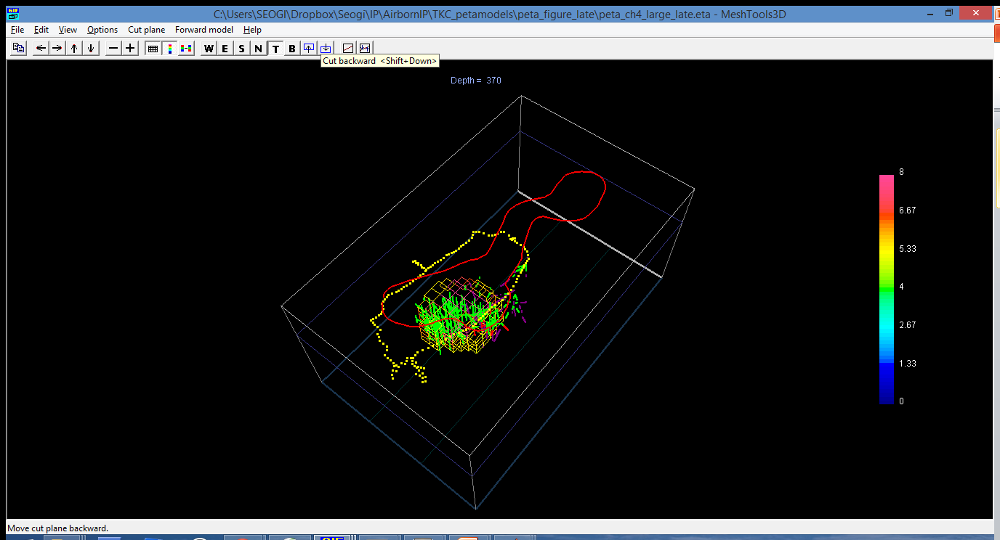 GIF
C:\Users\SEOGI\Dropbox\Seogi\IP\AirbornIP\TKC_petamodels\peta_figure_late\peta_ch4_large_late.eta - MeshTools3D
File Edit View Options Cut plane Forward model Help
W E S N T B
Cut backward <Shift+Down>
Depth = 370
8
6.67
5.33
4
2.67
1.33
0
Move cut plane backward.
GIF